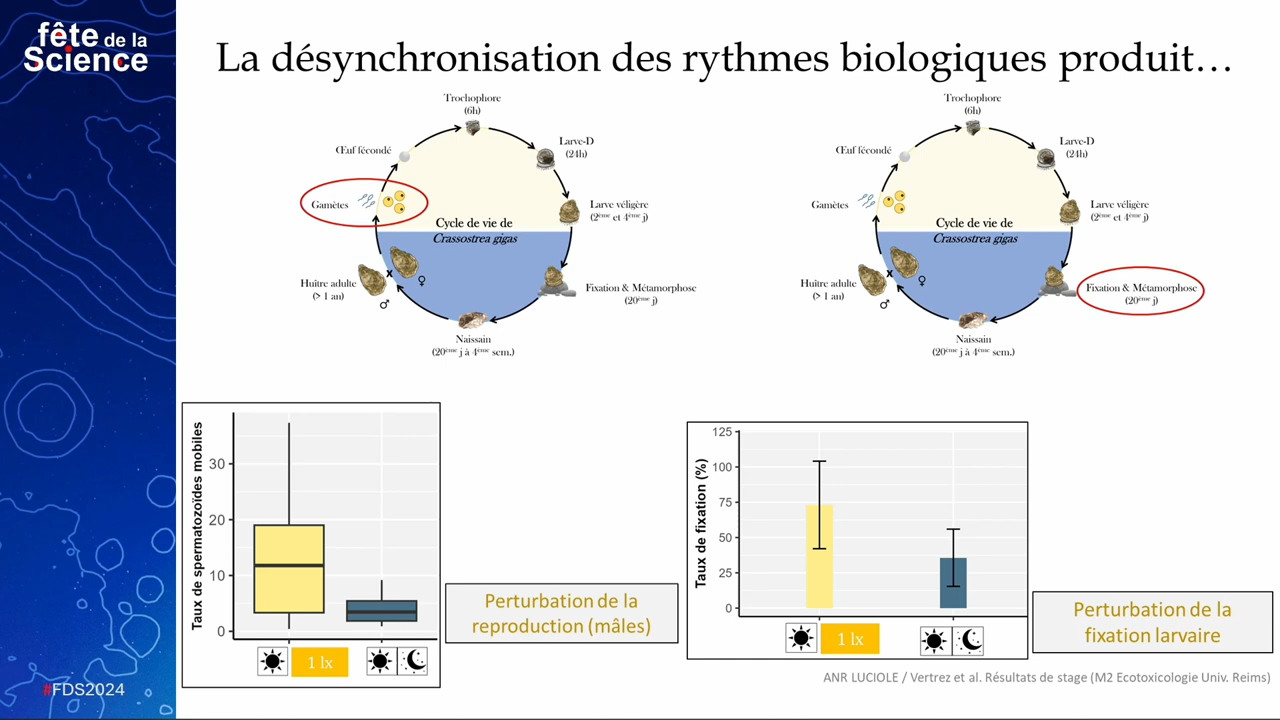 fête de la
Science
La désynchronisation des rythmes biologiques produit…
Trochophore
(6h)
Larve-D
(24h)
Œuf fécondé
Gamètes
Larve véligère
(2ème et 4ème j)
Cycle de vie de
Crassostrea gigas
Huître adulte
(> 1 an)
♀
x
♂
Fixation & Métamorphose
(20ème j)
Naissain
(20ème j à 4ème sem.)
Trochophore
(6h)
Larve-D
(24h)
Œuf fécondé
Gamètes
Larve véligère
(2ème et 4ème j)
Cycle de vie de
Crassostrea gigas
Huître adulte
(> 1 an)
♀
x
♂
Fixation & Métamorphose
(20ème j)
Naissain
(20ème j à 4ème sem.)
Taux de spermatozoïdes mobiles
30
20
10
0
1 lx
Perturbation de la
reproduction (mâles)
Taux de fixation (%)
125
100
75
50
25
0
1 lx
Perturbation de la
fixation larvaire
ANR LUCIOLE / Vertrez et al. Résultats de stage (M2 Ecotoxicologie Univ. Reims)
#FDS2024